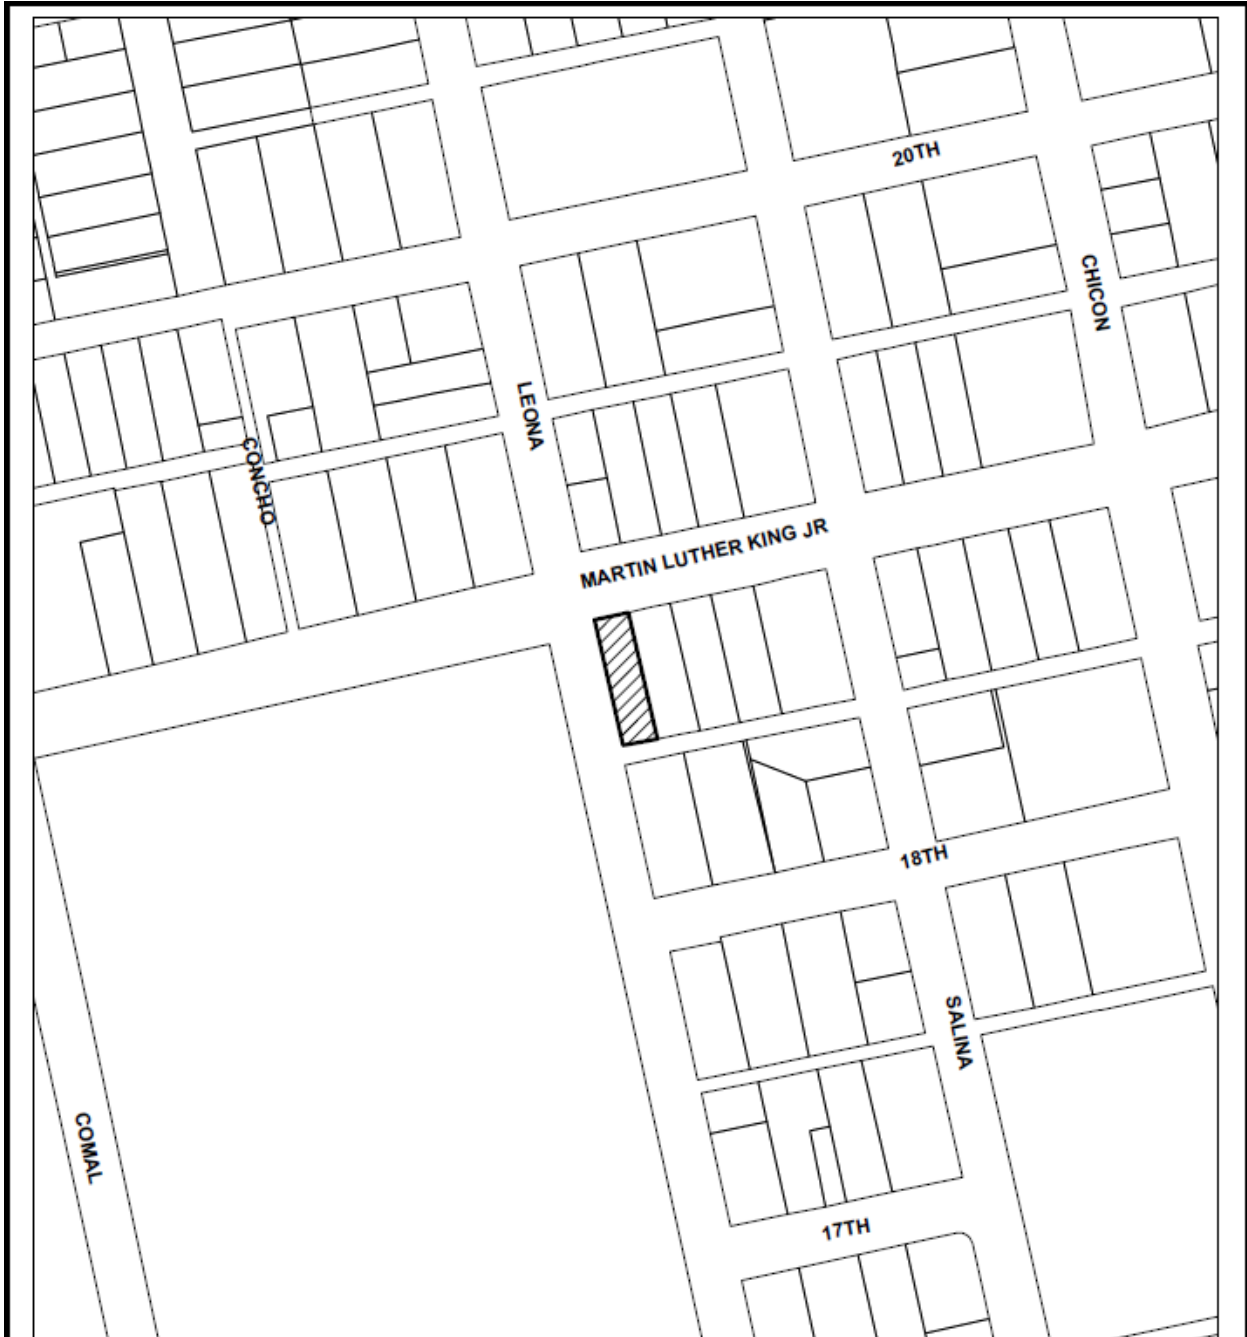 20TH
CHICON
LEONA
CONCHO
MARTIN LUTHER KING JR
18TH
SALINA
COMAL
17TH